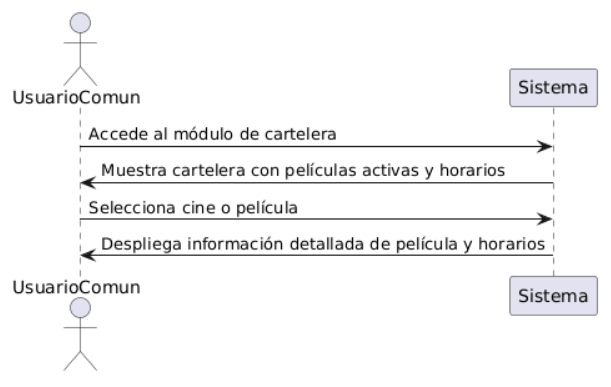 UsuarioComun
Sistema
Accede al módulo de cartelera
Muestra cartelera con películas activas y horarios
Selecciona cine o película
Despliega información detallada de película y horarios
UsuarioComun
Sistema